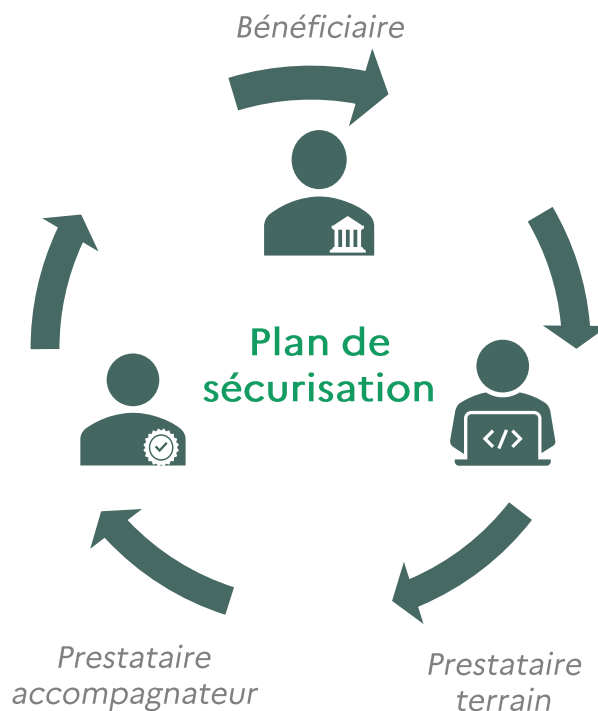 Bénéficiaire
Plan de
sécurisation
</>
Prestataire
accompagnateur
Prestataire
terrain